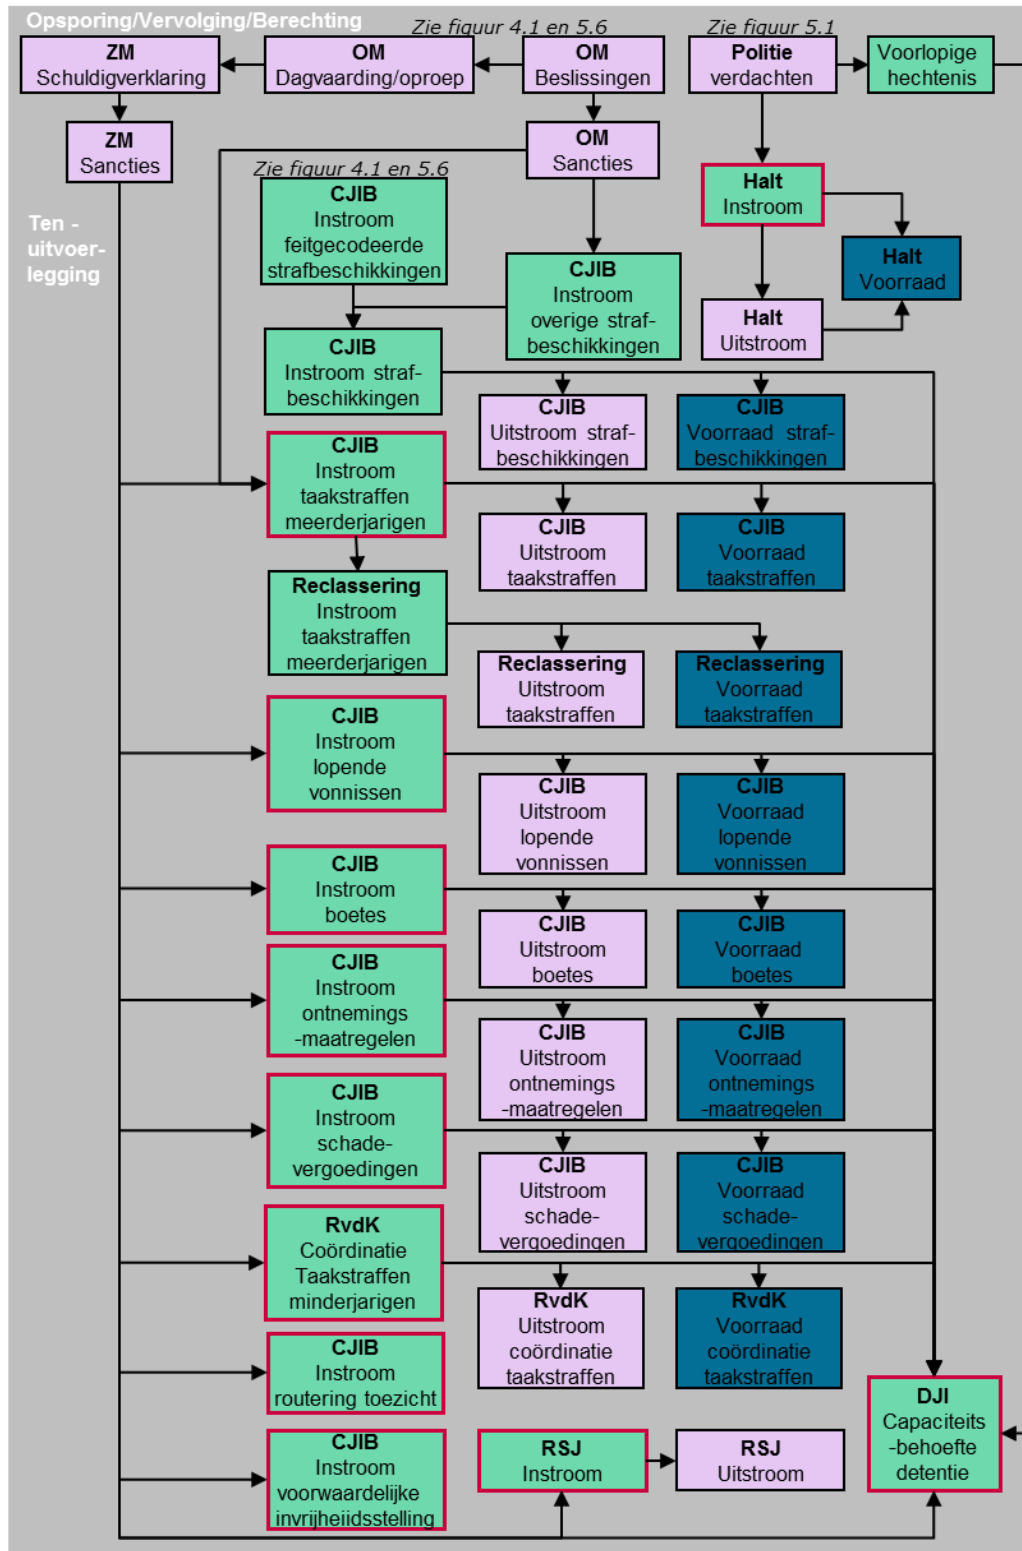 Opsporing/Vervolging/Berechting
Zie figuur 4.1 en 5.6
Zie figuur 5.1
ZM
Schuldigverklaring
OM
Dagvaarding/oproep
OM
Beslissingen
Politie
verdachten
Voorlopige
hechtenis
ZM
Sancties
OM
Sancties
Zie figuur 4.1 en 5.6
Ten -
uitvoer-
legging
CJIB
Instroom
feitgecodeerde
strafbeschikkingen
Halt
Instroom
Halt
Voorraad
CJIB
Instroom
overige straf-
beschikkingen
Halt
Uitstroom
CJIB
Instroom straf-
beschikkingen
CJIB
Uitstroom straf-
beschikkingen
CJIB
Voorraad straf-
beschikkingen
CJIB
Instroom
taakstraffen
meerderjarigen
CJIB
Uitstroom
taakstraffen
CJIB
Voorraad
taakstraffen
Reclassering
Instroom
taakstraffen
meerderjarigen
Reclassering
Uitstroom
taakstraffen
Reclassering
Voorraad
taakstraffen
CJIB
Instroom
lopende
vonnissen
CJIB
Uitstroom
lopende
vonnissen
CJIB
Voorraad
lopende
vonnissen
CJIB
Instroom
boetes
CJIB
Uitstroom
boetes
CJIB
Voorraad
boetes
CJIB
Instroom
ontnemings
-maatregelen
CJIB
Uitstroom
ontnemings
-maatregelen
CJIB
Voorraad
ontnemings
-maatregelen
CJIB
Instroom
schade-
vergoedingen
CJIB
Uitstroom
schade-
vergoedingen
CJIB
Voorraad
schade-
vergoedingen
RvdK
Coördinatie
Taakstraffen
minderjarigen
RvdK
Uitstroom
coördinatie
taakstraffen
RvdK
Voorraad
coördinatie
taakstraffen
CJIB
Instroom
routering toezicht
DJI
Capaciteits
-behoefte
detentie
CJIB
Instroom
voorwaardelijke
invrijheiidsstelling
RSJ
Instroom
RSJ
Uitstroom